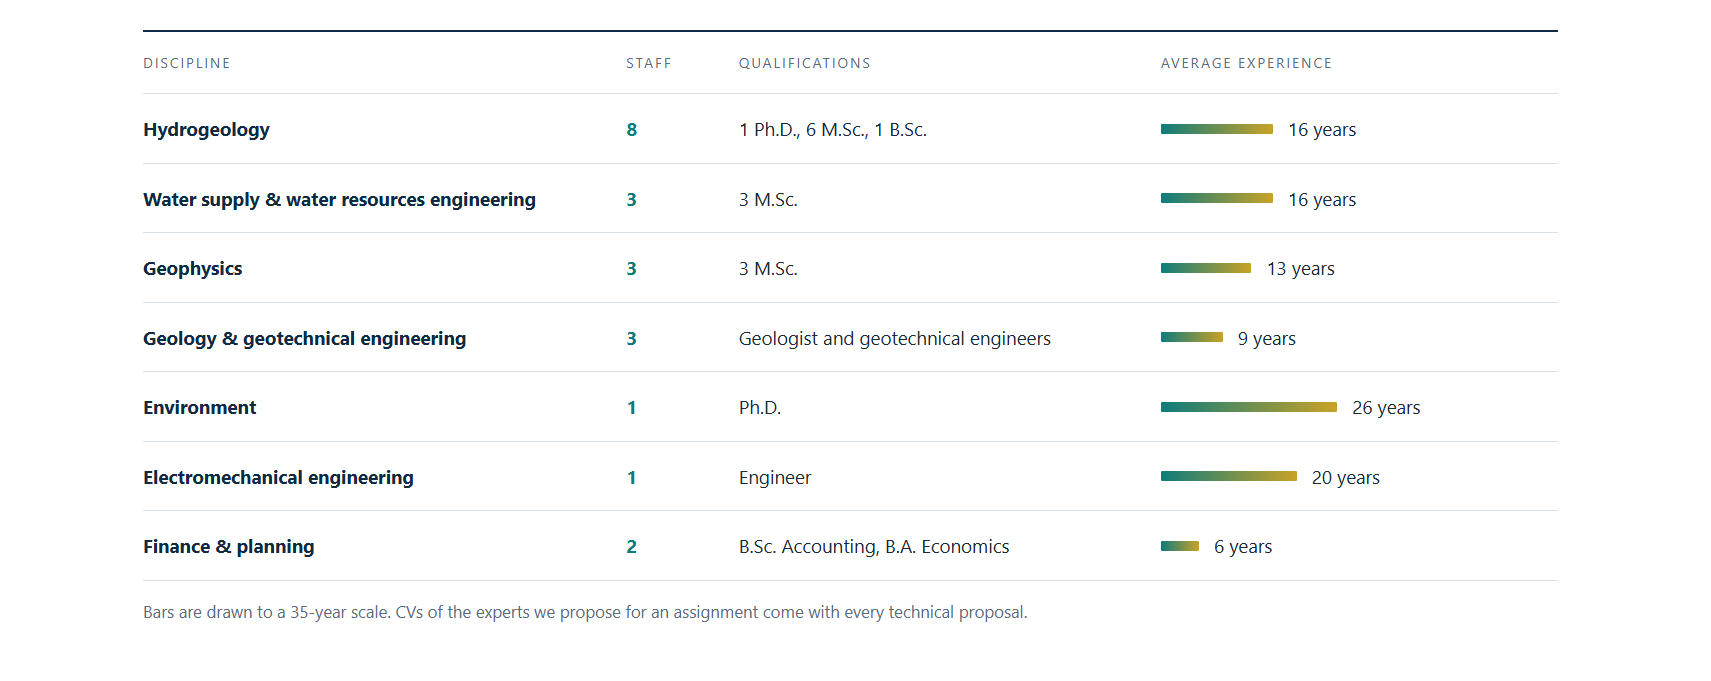 DISCIPLINE STAFF QUALIFICATIONS AVERAGE EXPERIENCE
Hydrogeology 8 1 Ph.D., 6 M.Sc., 1 B.Sc. 16 years
Water supply & water resources engineering 3 3 M.Sc. 16 years
Geophysics 3 3 M.Sc. 13 years
Geology & geotechnical engineering 3 Geologist and geotechnical engineers 9 years
Environment 1 Ph.D. 26 years
Electromechanical engineering 1 Engineer 20 years
Finance & planning 2 B.Sc. Accounting, B.A. Economics 6 years
Bars are drawn to a 35-year scale. CVs of the experts we propose for an assignment come with every technical proposal.